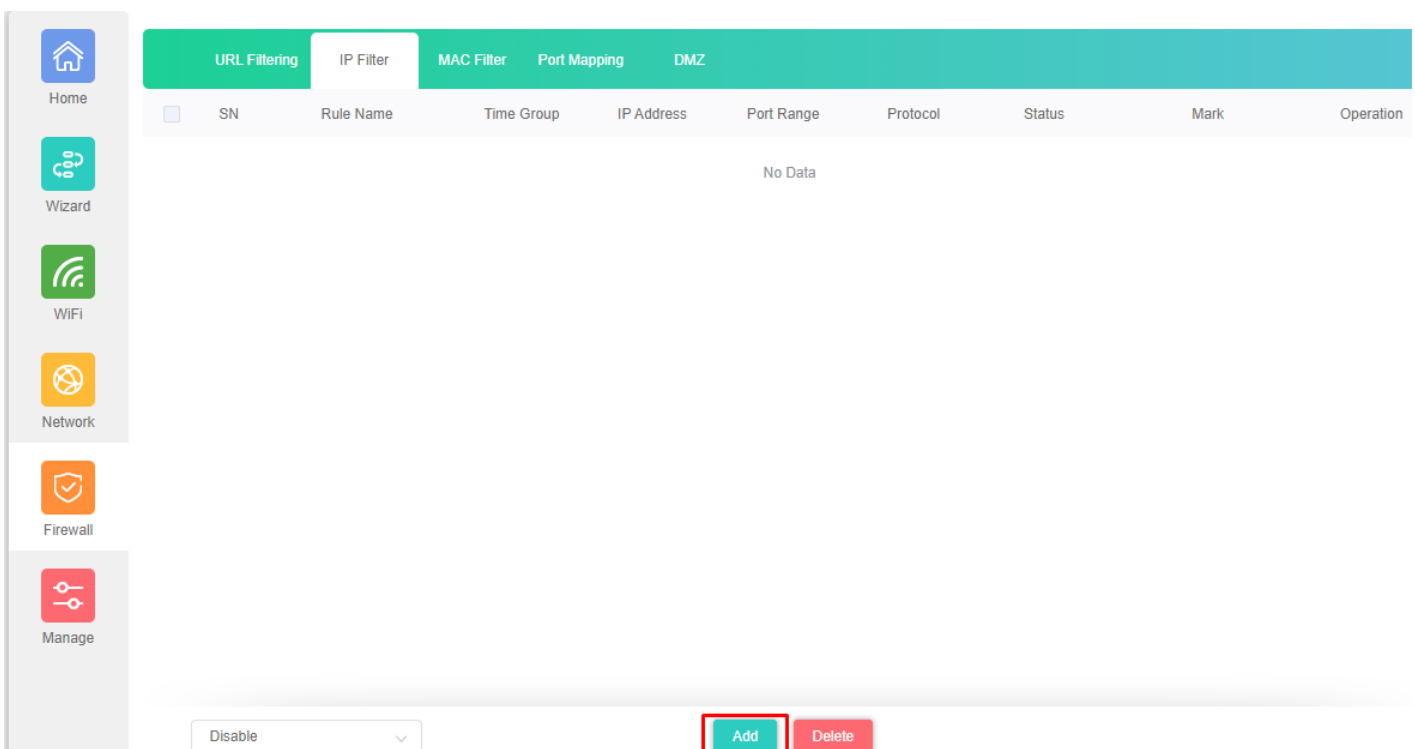 Home
Wizard
WiFi
Network
Firewall
Manage
URL Filtering IP Filter MAC Filter Port Mapping DMZ
SN Rule Name Time Group IP Address Port Range Protocol Status Mark Operation
No Data
Disable Add Delete